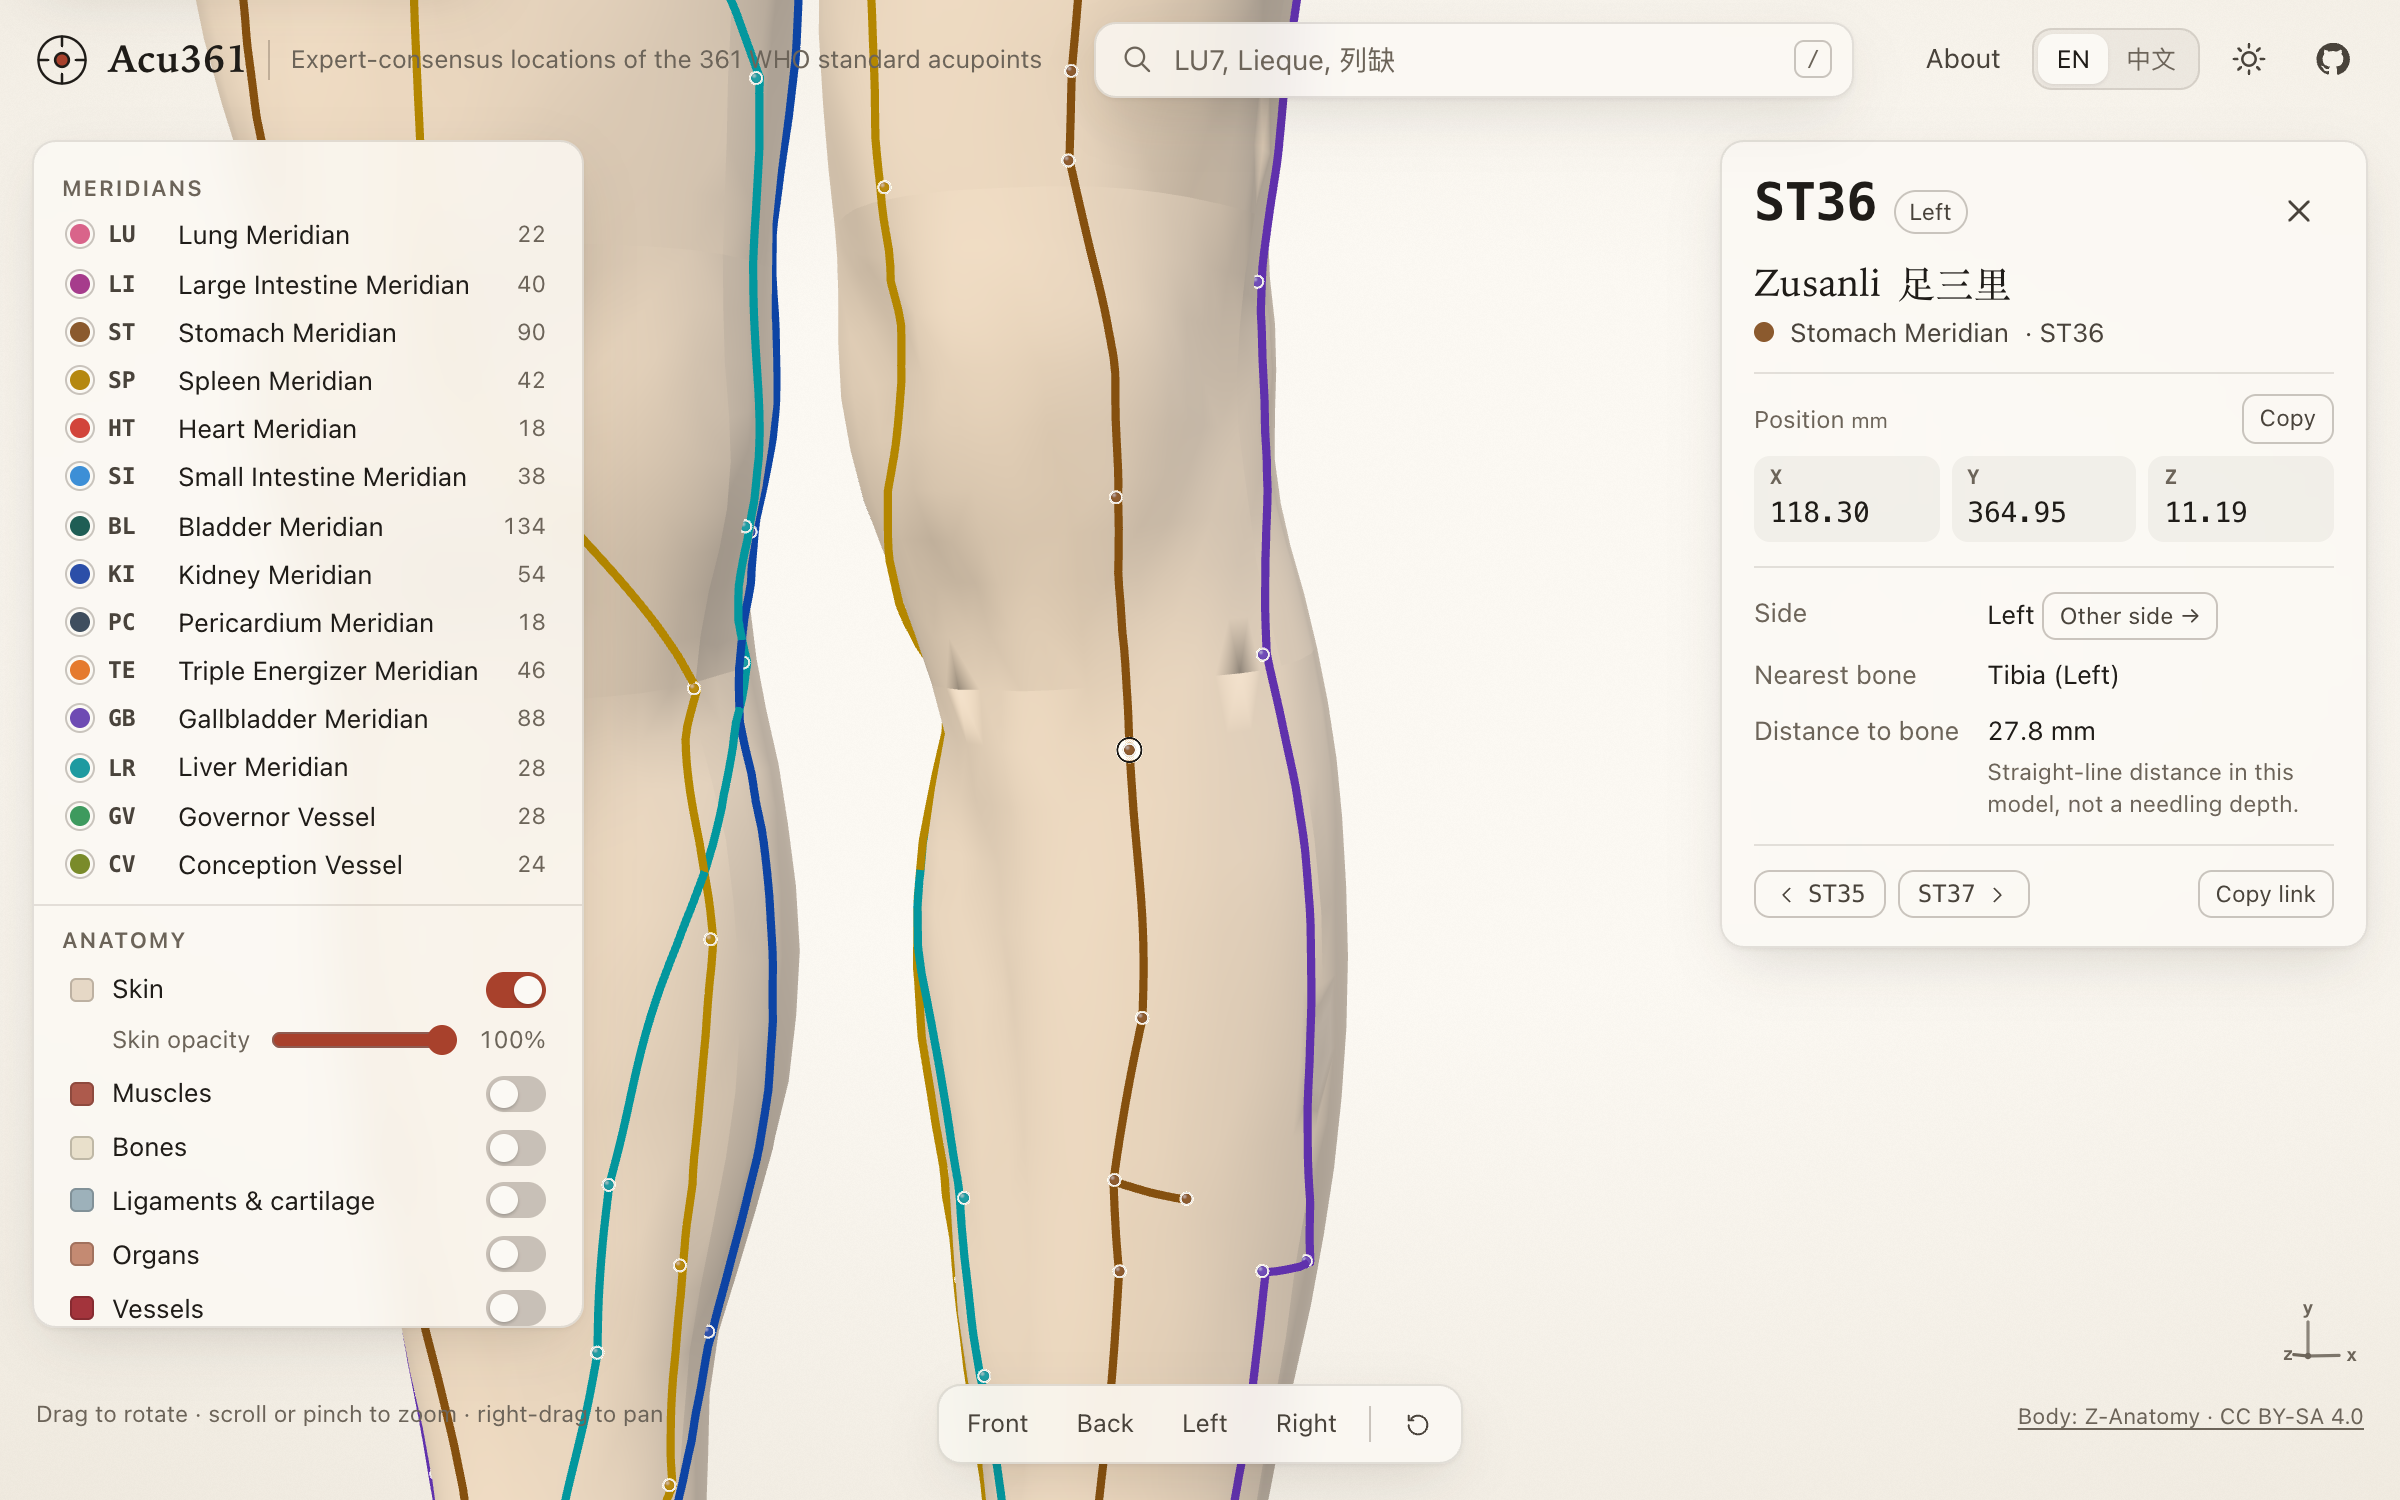 Acu361
Expert-consensus locations of the 361 WHO standard acupoints
LU7, Lieque, 列缺
/
About
EN
中文
MERIDIANS
LU Lung Meridian 22
LI Large Intestine Meridian 40
ST Stomach Meridian 90
SP Spleen Meridian 42
HT Heart Meridian 18
SI Small Intestine Meridian 38
BL Bladder Meridian 134
KI Kidney Meridian 54
PC Pericardium Meridian 18
TE Triple Energizer Meridian 46
GB Gallbladder Meridian 88
LR Liver Meridian 28
GV Governor Vessel 28
CV Conception Vessel 24
ANATOMY
Skin
Skin opacity 100%
Muscles
Bones
Ligaments & cartilage
Organs
Vessels
Drag to rotate · scroll or pinch to zoom · right-drag to pan
ST36 Left
Zusanli 足三里
Stomach Meridian · ST36
Position mm Copy
X Y Z
118.30 364.95 11.19
Side Left Other side →
Nearest bone Tibia (Left)
Distance to bone 27.8 mm
Straight-line distance in this
model, not a needling depth.
ST35 ST37 Copy link
y
z x
Front Back Left Right
Body: Z-Anatomy · CC BY-SA 4.0